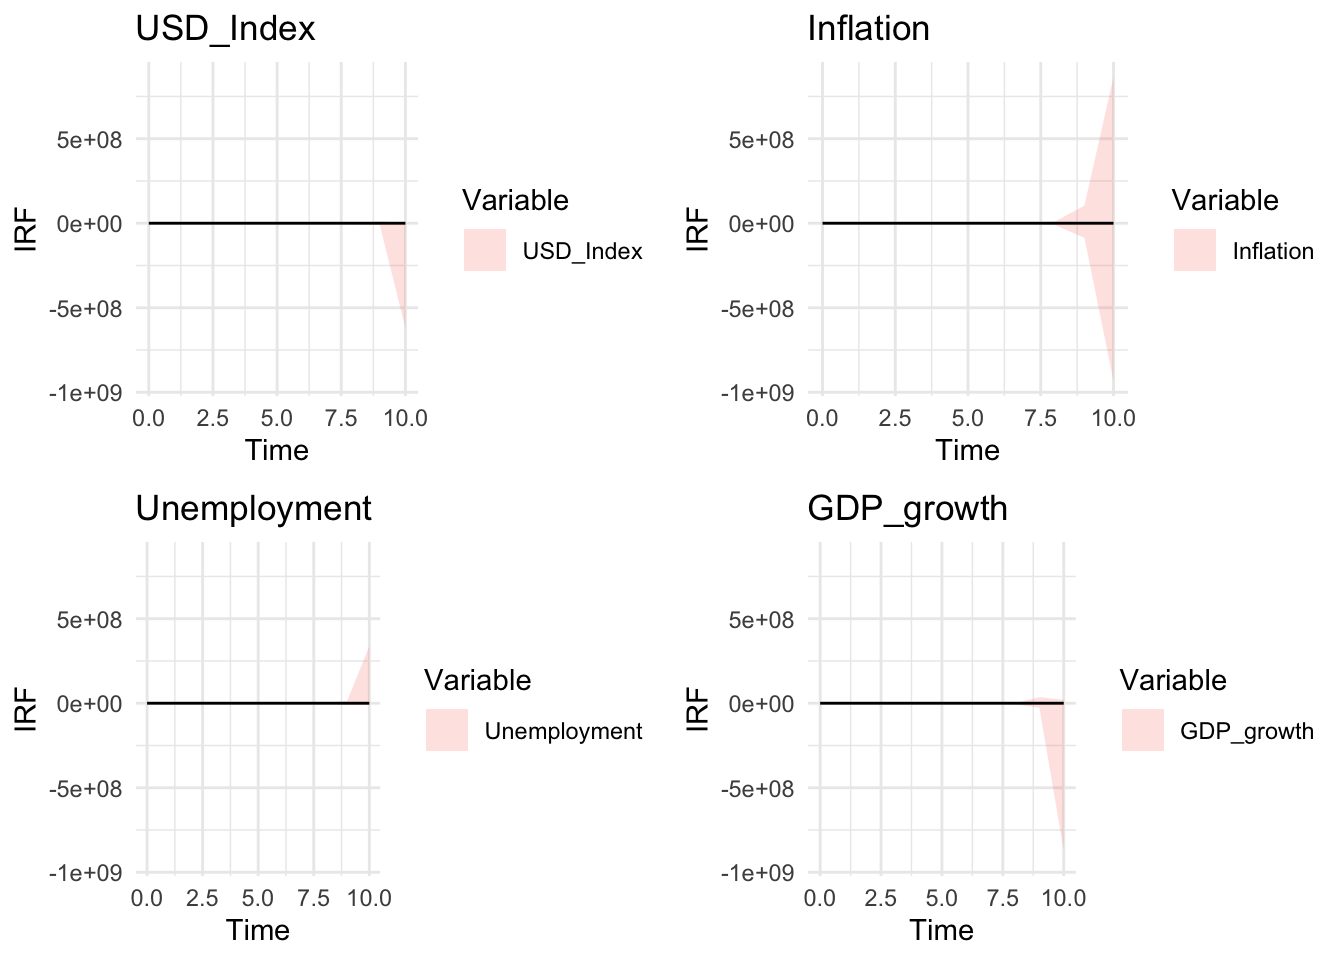 USD_Index
IRF
5e+08
0e+00
-5e+08
-1e+09
0.0 2.5 5.0 7.5 10.0
Time
Variable
USD_Index
Inflation
IRF
5e+08
0e+00
-5e+08
-1e+09
0.0 2.5 5.0 7.5 10.0
Time
Variable
Inflation
Unemployment
IRF
5e+08
0e+00
-5e+08
-1e+09
0.0 2.5 5.0 7.5 10.0
Time
Variable
Unemployment
GDP_growth
IRF
5e+08
0e+00
-5e+08
-1e+09
0.0 2.5 5.0 7.5 10.0
Time
Variable
GDP_growth